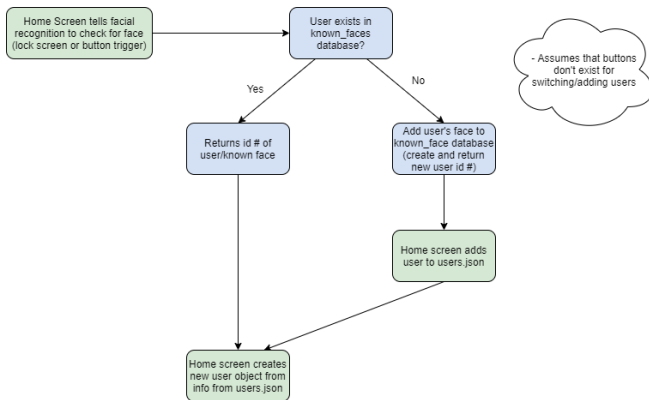 Home Screen tells facial
recognition to check for face
(lock screen or button trigger)
User exists in
known_faces
database?
- Assumes that buttons
don't exist for
switching/adding users
Yes
No
Returns id # of
user/known face
Add user's face to
known_face database
(create and return
new user id #)
Home screen adds
user to users.json
Home screen creates
new user object from
info from users.json